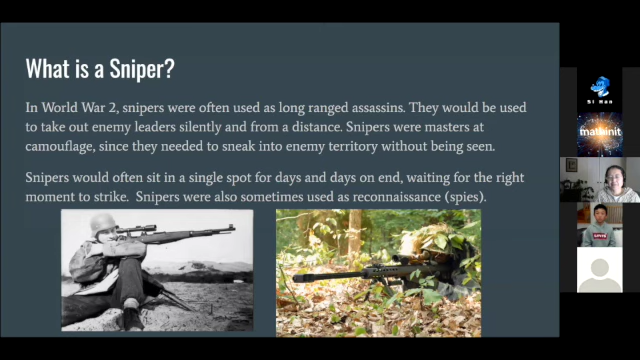 What is a Sniper?
In World War 2, snipers were often used as long ranged assassins. They would be used
to take out enemy leaders silently and from a distance. Snipers were masters at
camouflage, since they needed to sneak into enemy territory without being seen.
Snipers would often sit in a single spot for days and days on end, waiting for the right
moment to strike. Snipers were also sometimes used as reconnaissance (spies).
Si Han